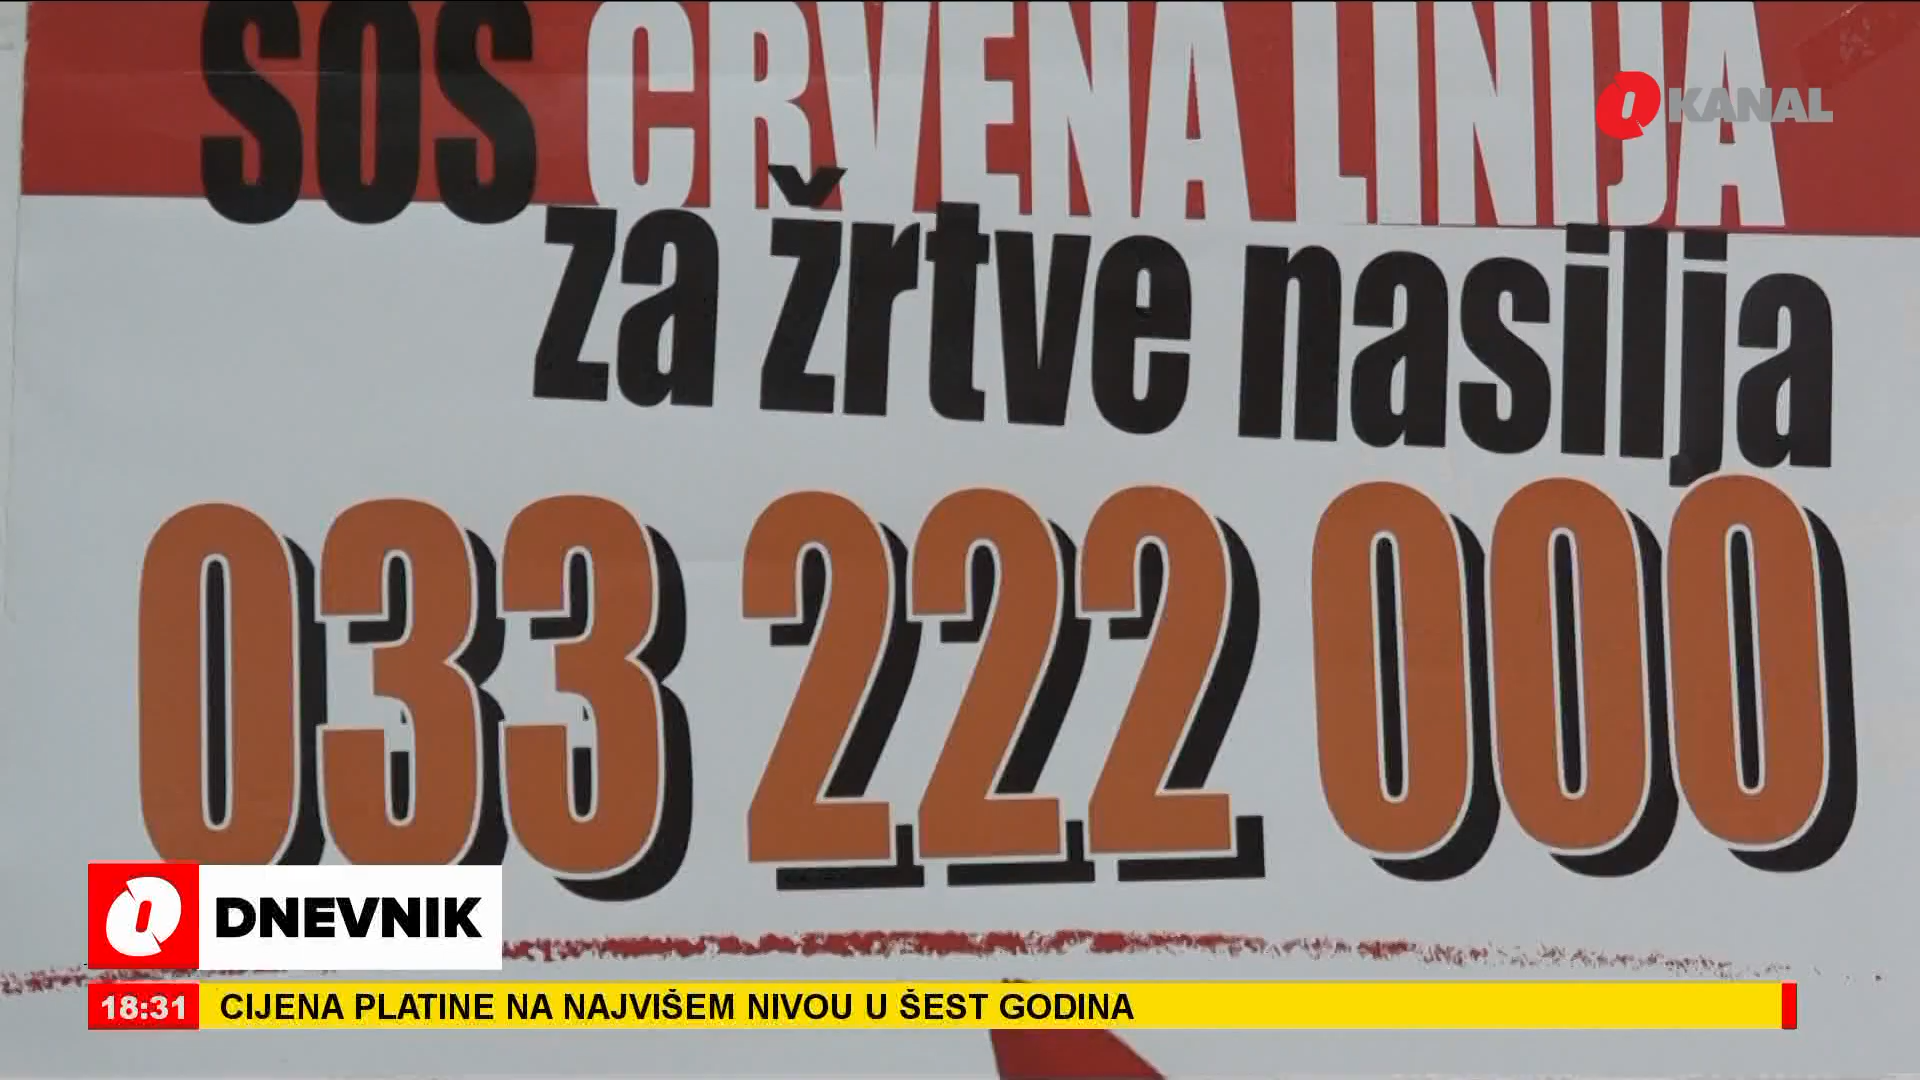 SOS CRVENA LINIJA
KANAL
za žrtve nasilja
033 222 000
DNEVNIK
18:31 CIJENA PLATINE NA NAJVIŠEM NIVOU U ŠEST GODINA